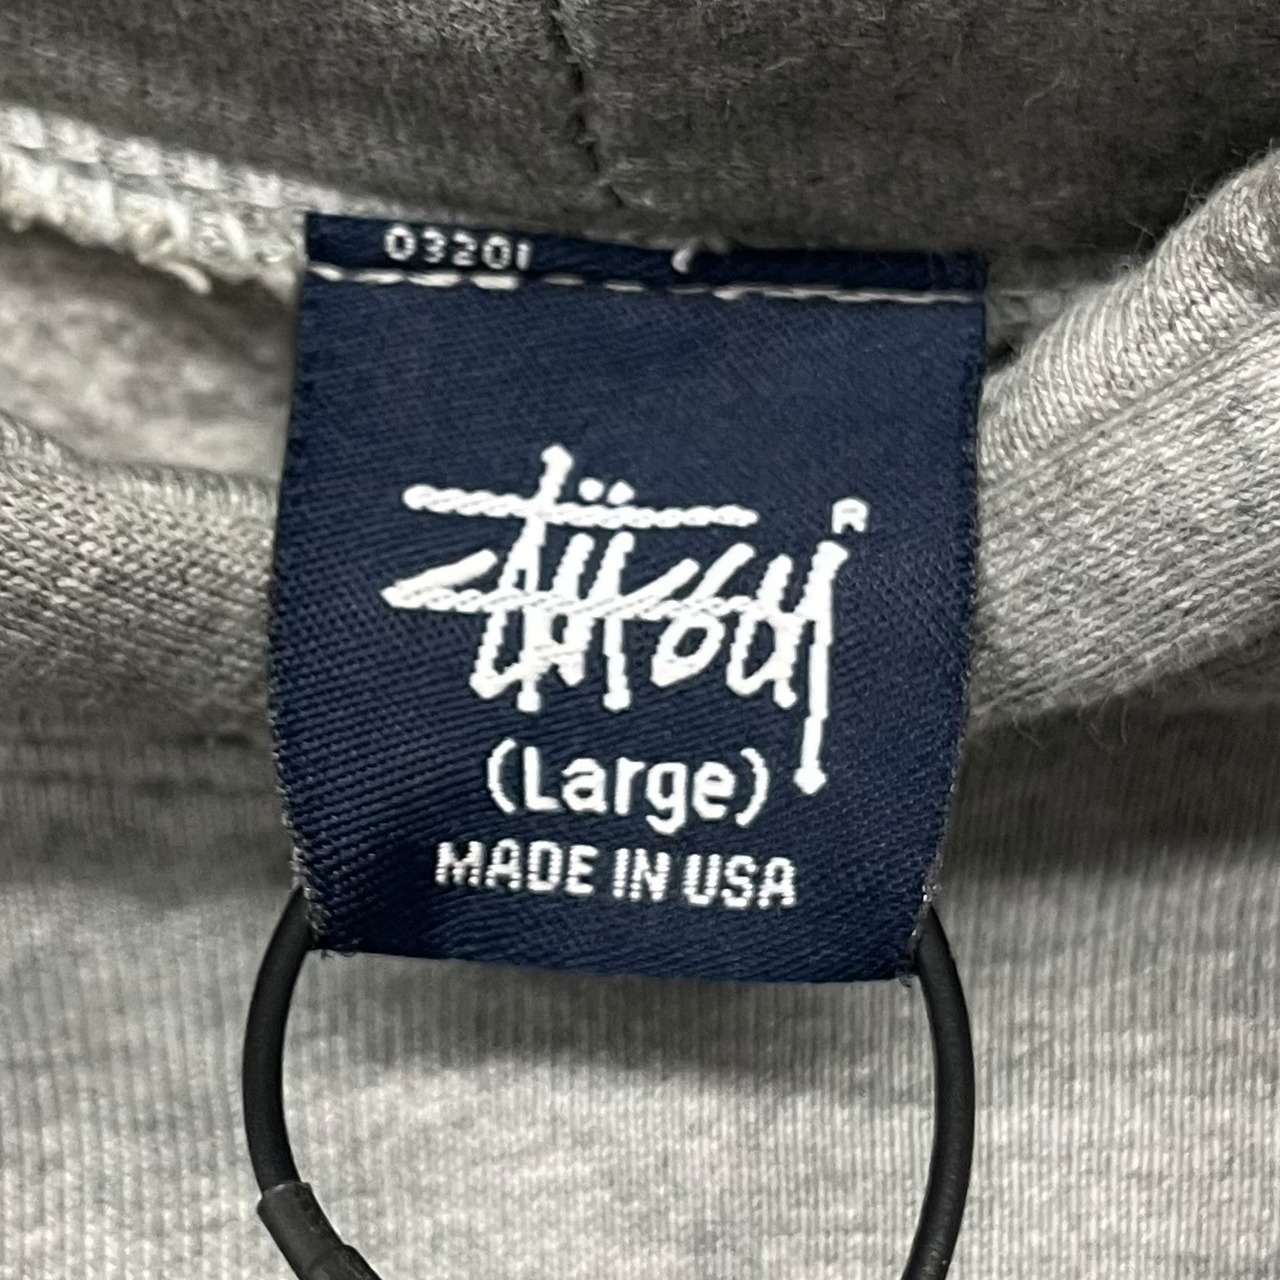 03201
Stüssy ®
(Large)
MADE IN USA